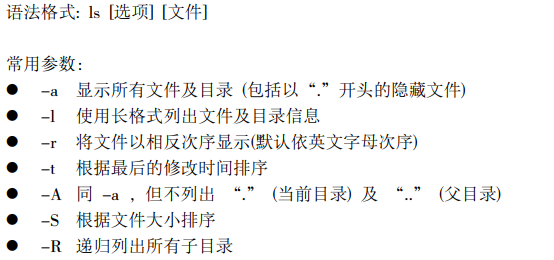 语法格式: ls [选项] [文件]
常用参数:
● -a 显示所有文件及目录 (包括以“.”开头的隐藏文件)
● -l 使用长格式列出文件及目录信息
● -r 将文件以相反次序显示(默认依英文字母次序)
● -t 根据最后的修改时间排序
● -A 同 -a , 但不列出 “.” (当前目录) 及 “..” (父目录)
● -S 根据文件大小排序
● -R 递归列出所有子目录